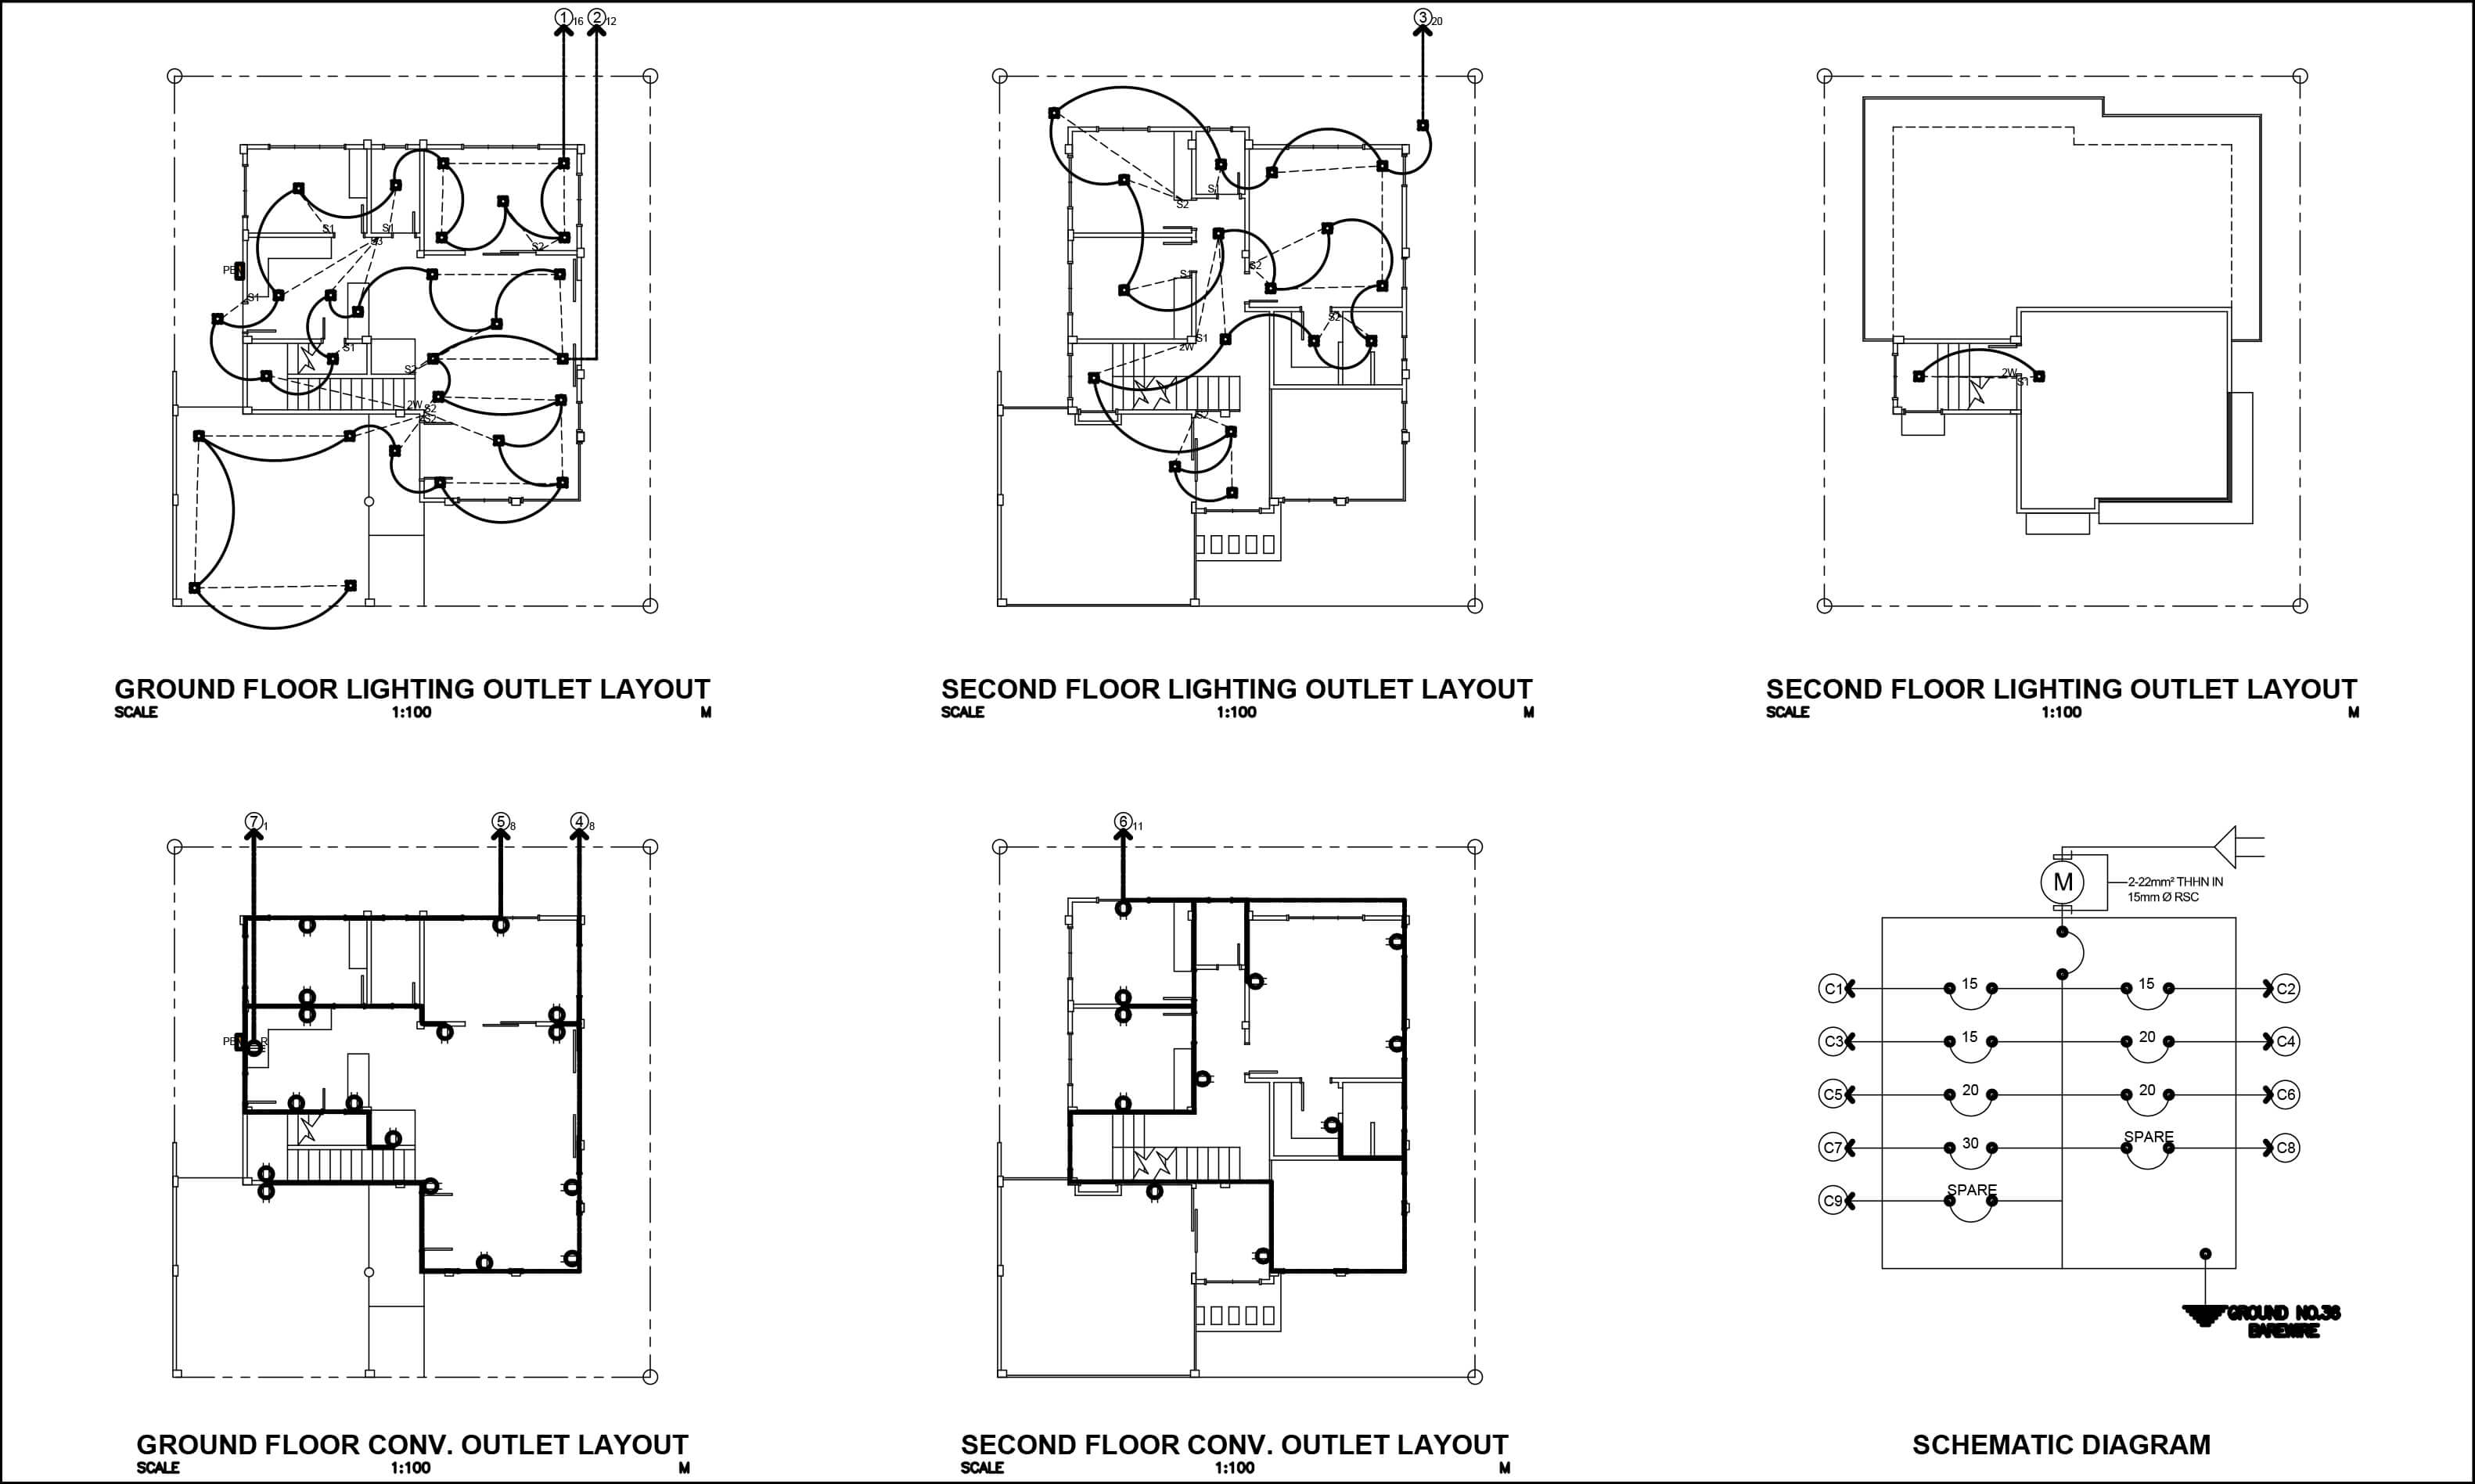 1 16 2 12
S1
S1
S3
S2
S1
S1
S2
2W
S2
S2
GROUND FLOOR LIGHTING OUTLET LAYOUT
SCALE 1:100 M
3 20
S1
S2
S2
S1
S2
S1
2W
S2
SECOND FLOOR LIGHTING OUTLET LAYOUT
SCALE 1:100 M
2W
S1
SECOND FLOOR LIGHTING OUTLET LAYOUT
SCALE 1:100 M
7 1 5 8 4 8
R
GROUND FLOOR CONV. OUTLET LAYOUT
SCALE 1:100 M
6 11
SECOND FLOOR CONV. OUTLET LAYOUT
SCALE 1:100 M
M
2-22mm² THHN IN
15mm Ø RSC
C1 15 15 C2
C3 15 20 C4
C5 20 20 C6
C7 30 SPARE C8
C9 SPARE
GROUND NO.38
BAREWIRE
SCHEMATIC DIAGRAM